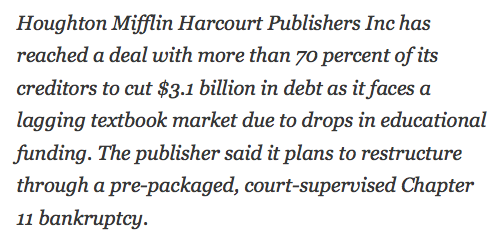 Houghton Mifflin Harcourt Publishers Inc has
reached a deal with more than 70 percent of its
creditors to cut $3.1 billion in debt as it faces a
lagging textbook market due to drops in educational
funding. The publisher said it plans to restructure
through a pre-packaged, court-supervised Chapter
11 bankruptcy.